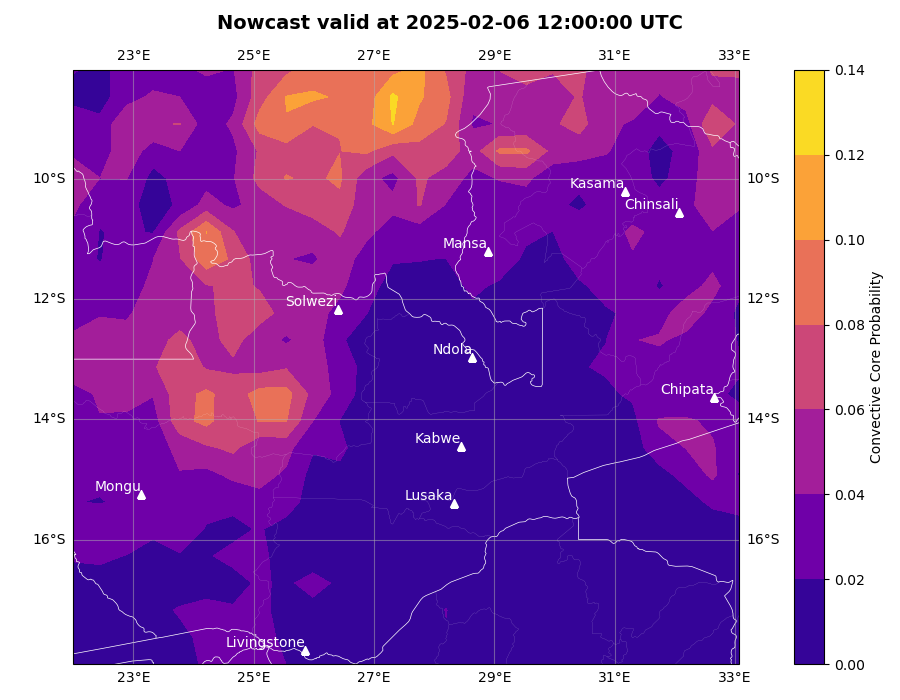 Nowcast valid at 2025-02-06 12:00:00 UTC
23°E 25°E 27°E 29°E 31°E 33°E
0.14
0.12
10°S Kasama 10°S
Chinsali
0.10
Mansa
12°S Solwezi 12°S
0.08
Ndola
Convective Core Probability
Chipata
0.06
14°S 14°S
Kabwe
Mongu 0.04
Lusaka
16°S 16°S
0.02
Livingstone
0.00
23°E 25°E 27°E 29°E 31°E 33°E